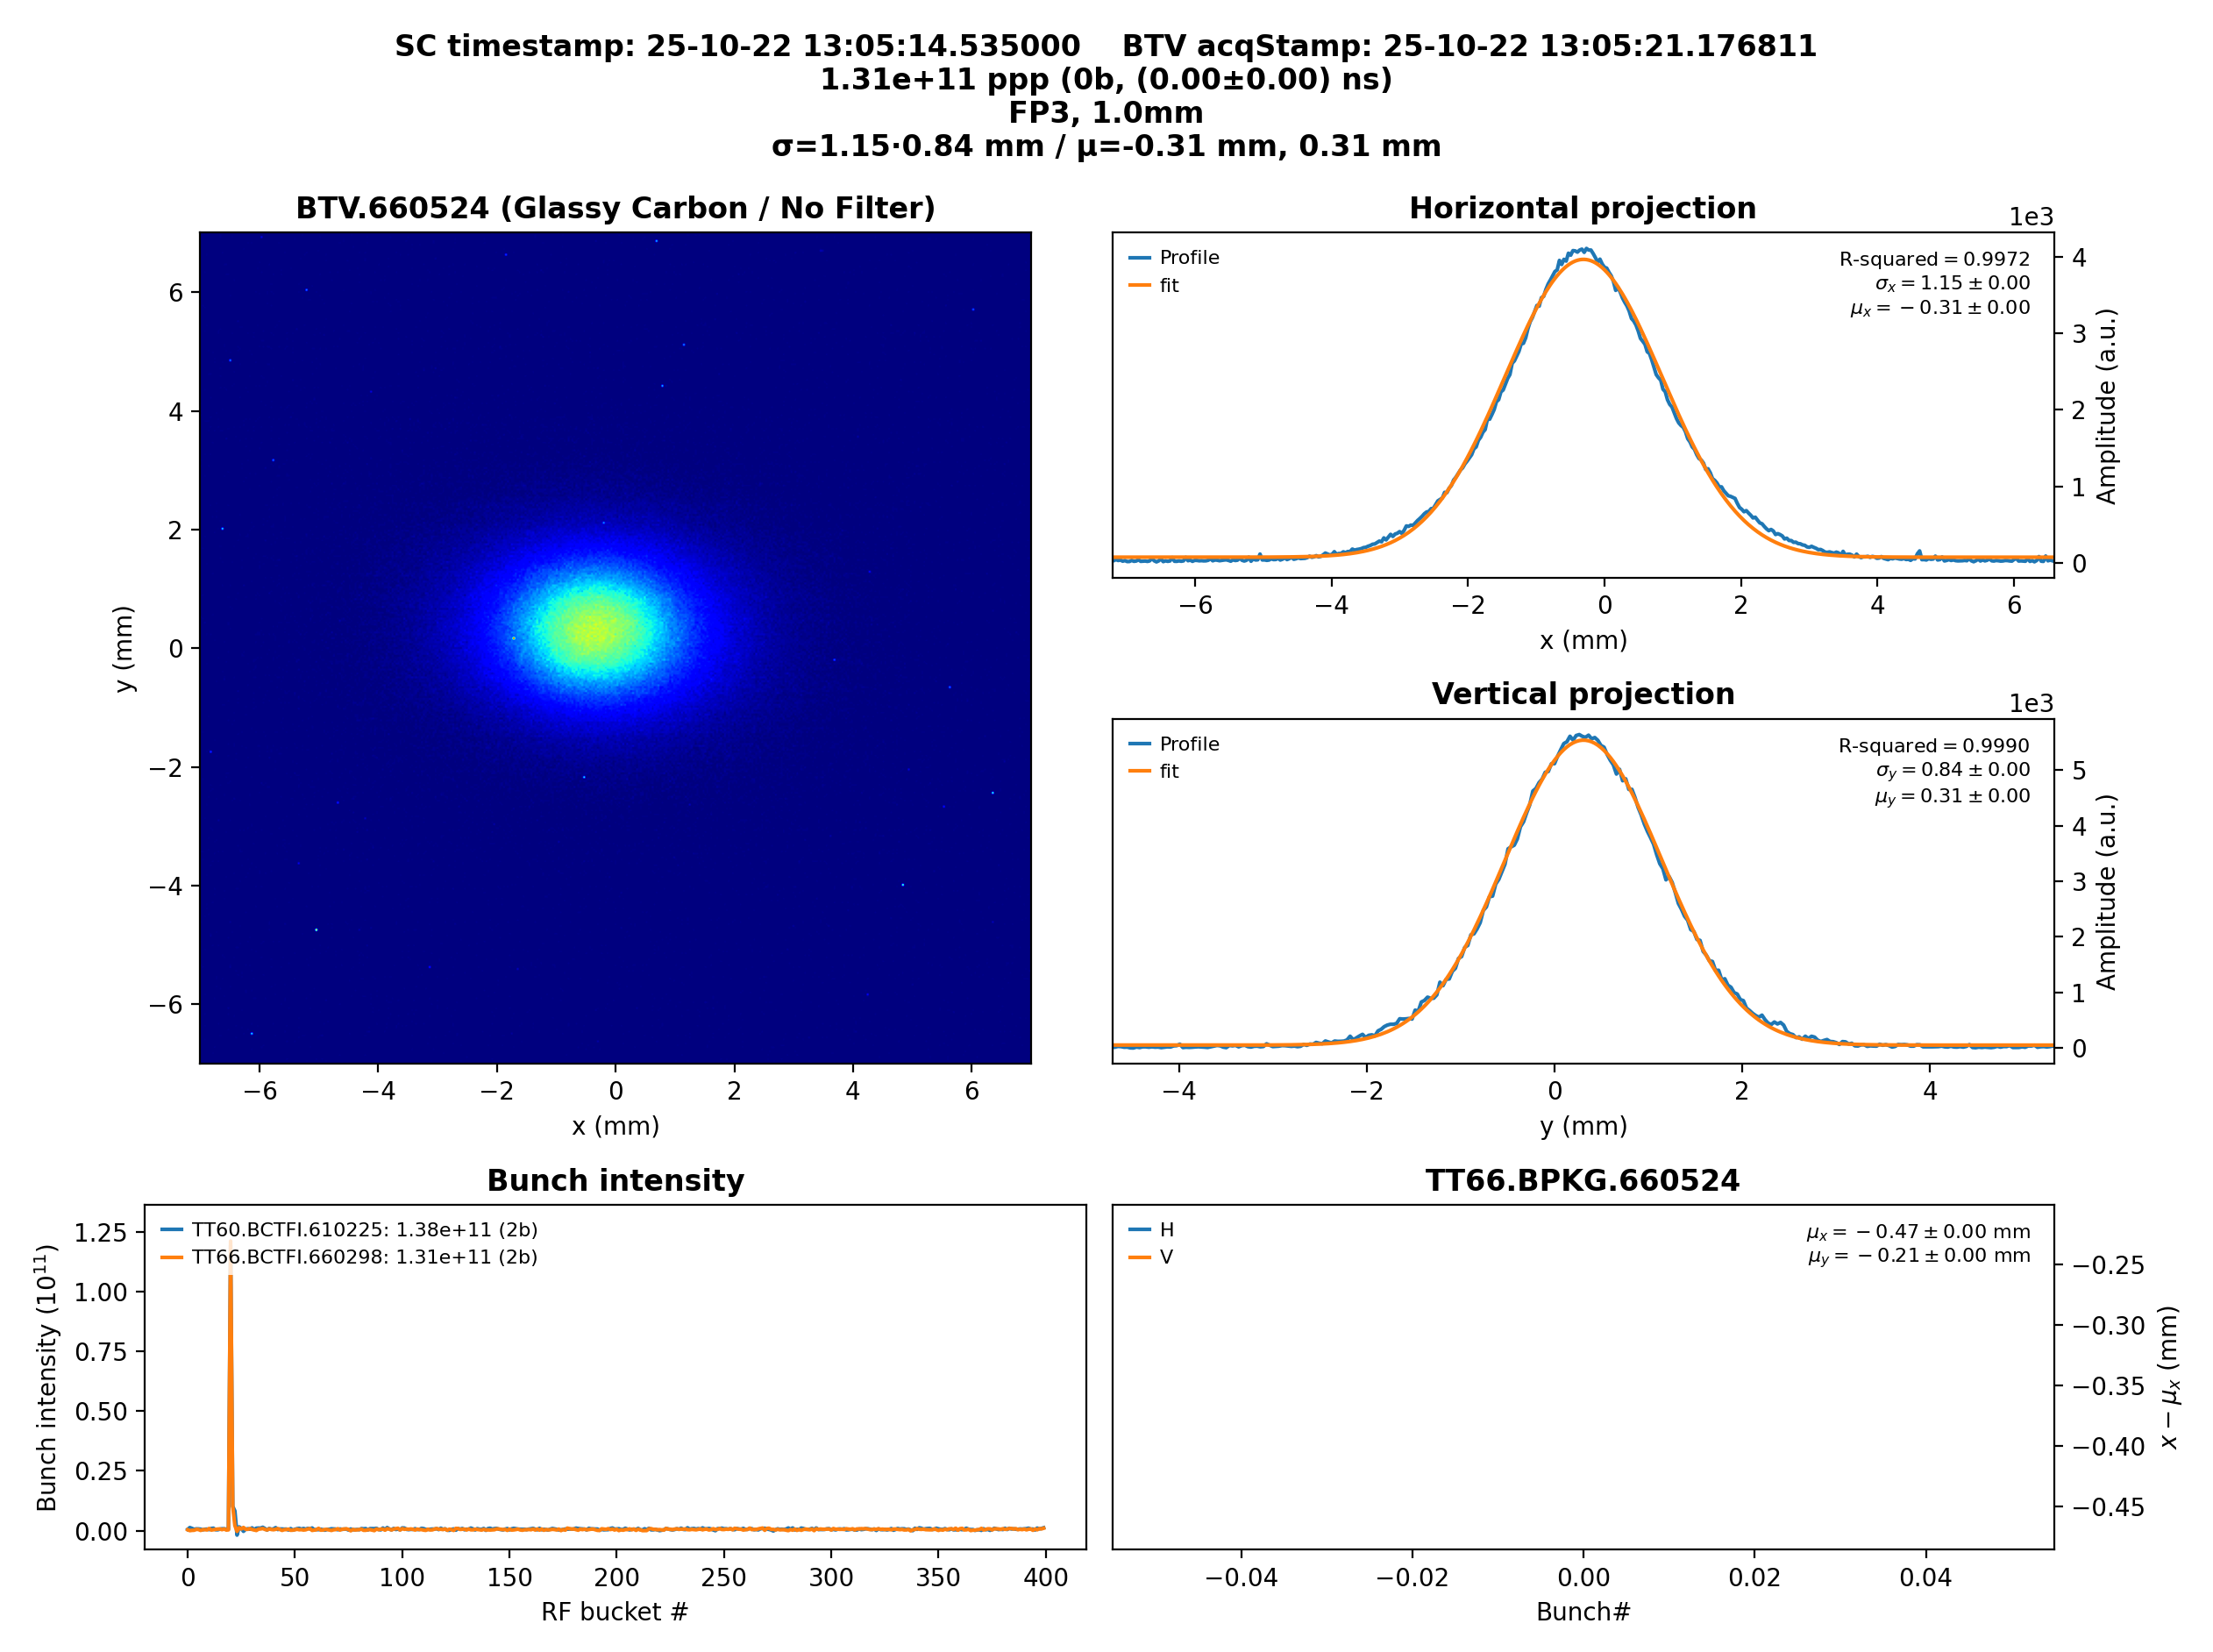 SC timestamp: 25-10-22 13:05:14.535000    BTV acqStamp: 25-10-22 13:05:21.176811
1.31e+11 ppp (0b, (0.00±0.00) ns)
FP3, 1.0mm
σ=1.15·0.84 mm / μ=-0.31 mm, 0.31 mm
BTV.660524 (Glassy Carbon / No Filter)
6
4
2
0
−2
−4
−6
y (mm)
−6 −4 −2 0 2 4 6
x (mm)
Horizontal projection
1e3
Profile
fit
R-squared = 0.9972
σx = 1.15 ± 0.00
μx = −0.31 ± 0.00
4
3
2
1
0
Amplitude (a.u.)
−6 −4 −2 0 2 4 6
x (mm)
Vertical projection
1e3
Profile
fit
R-squared = 0.9990
σy = 0.84 ± 0.00
μy = 0.31 ± 0.00
5
4
3
2
1
0
Amplitude (a.u.)
−4 −2 0 2 4
y (mm)
Bunch intensity
TT60.BCTFI.610225: 1.38e+11 (2b)
TT66.BCTFI.660298: 1.31e+11 (2b)
1.25
1.00
0.75
0.50
0.25
0.00
Bunch intensity (10¹¹)
0 50 100 150 200 250 300 350 400
RF bucket #
TT66.BPKG.660524
H
V
μx = −0.47 ± 0.00 mm
μy = −0.21 ± 0.00 mm
−0.25
−0.30
−0.35
−0.40
−0.45
x − μx (mm)
−0.04 −0.02 0.00 0.02 0.04
Bunch#